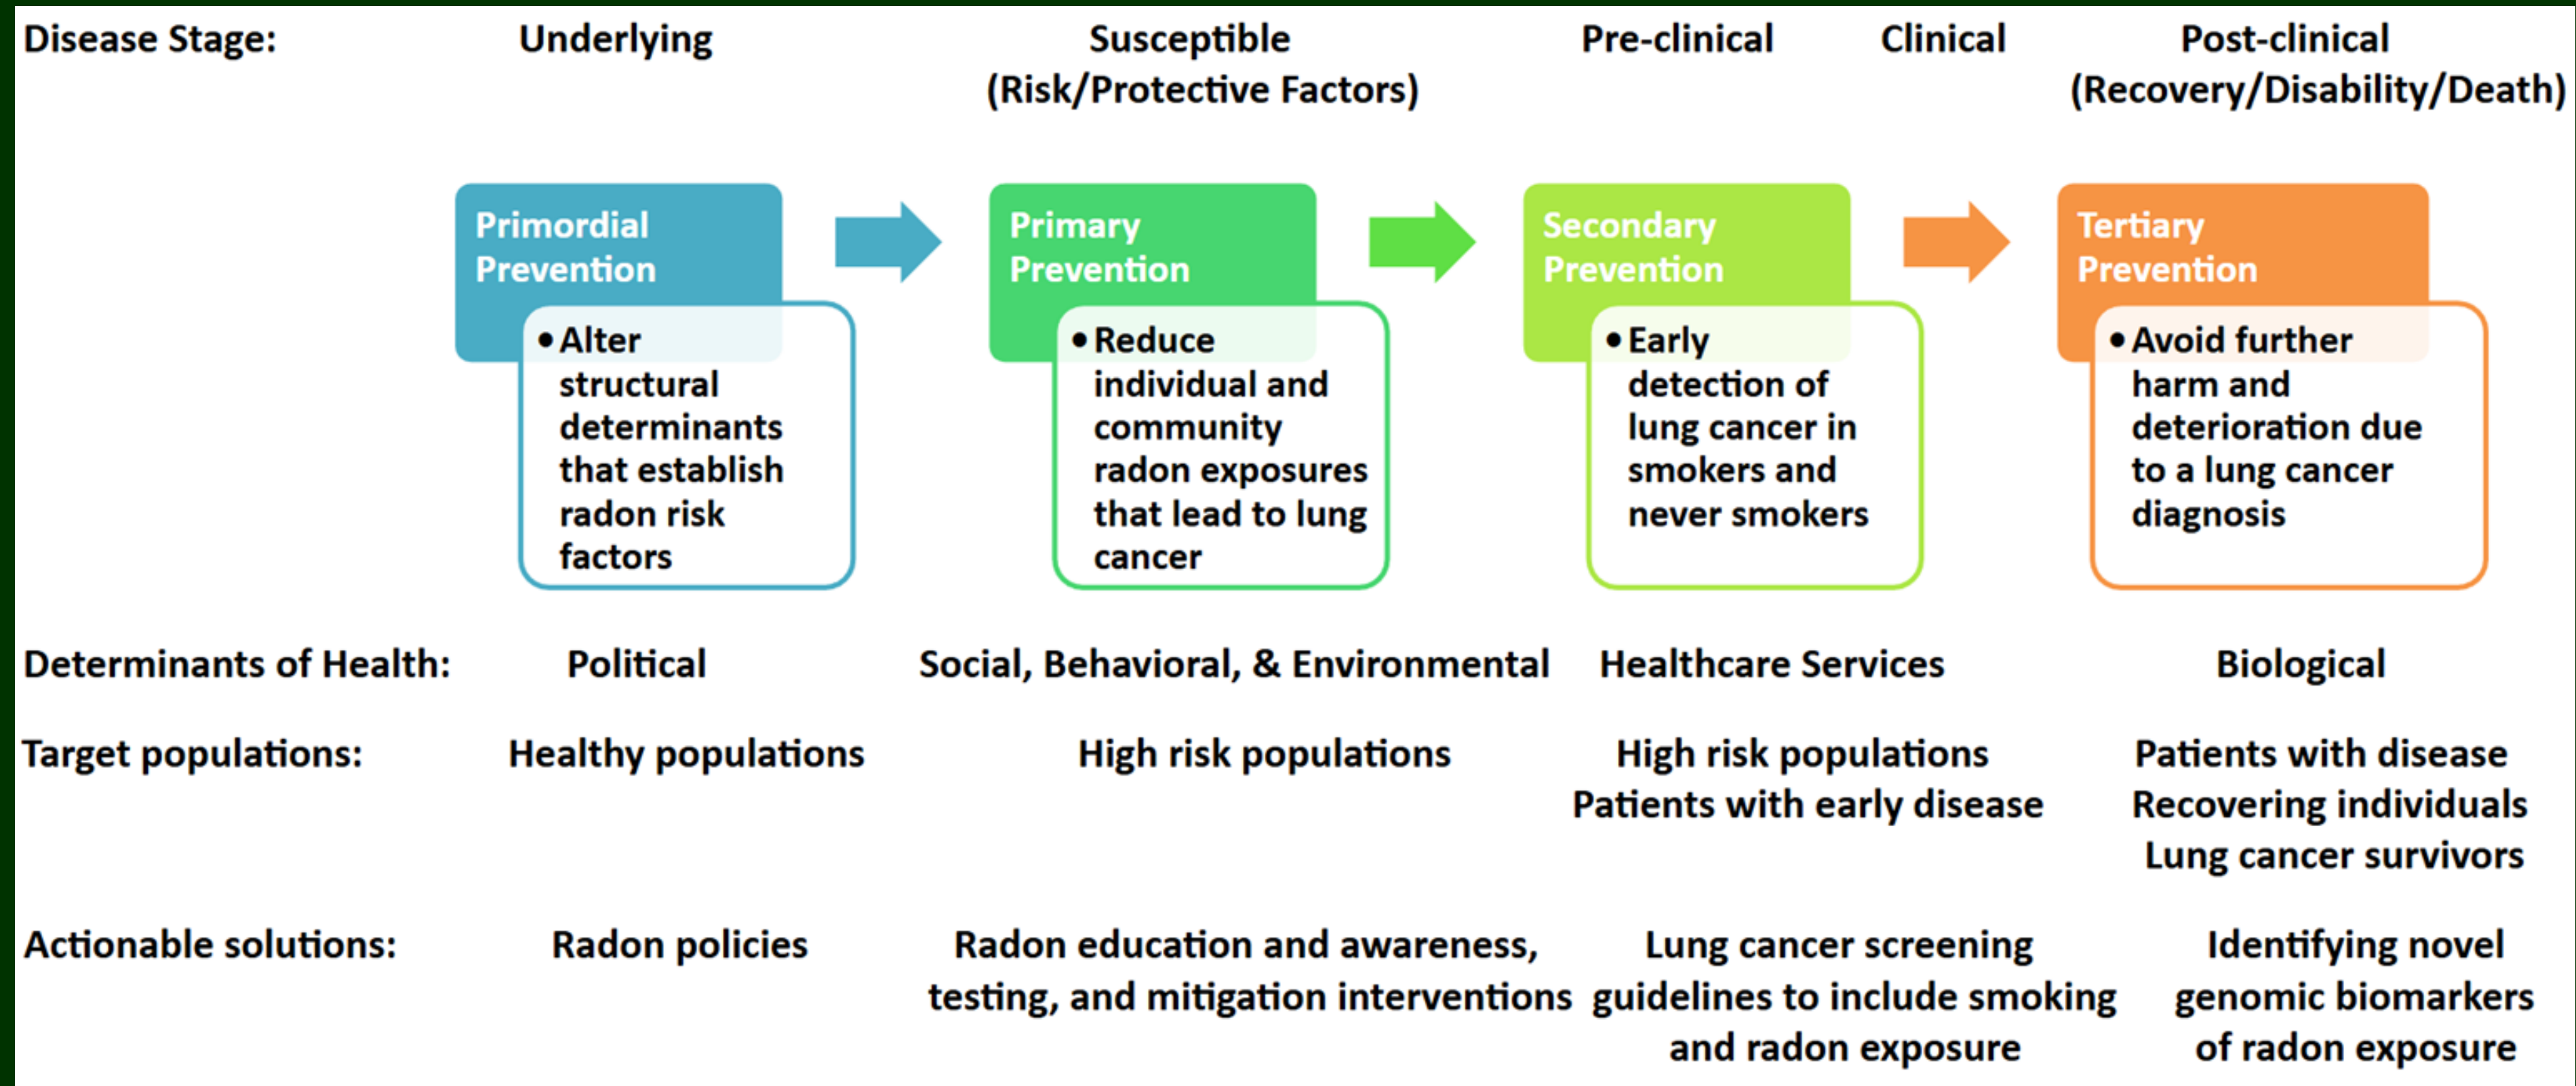 Disease Stage: Underlying Susceptible Pre-clinical Clinical Post-clinical
(Risk/Protective Factors) (Recovery/Disability/Death)
Primordial
Prevention
• Alter
structural
determinants
that establish
radon risk
factors
Primary
Prevention
• Reduce
individual and
community
radon exposures
that lead to lung
cancer
Secondary
Prevention
• Early
detection of
lung cancer in
smokers and
never smokers
Tertiary
Prevention
• Avoid further
harm and
deterioration due
to a lung cancer
diagnosis
Determinants of Health: Political Social, Behavioral, & Environmental Healthcare Services Biological
Target populations: Healthy populations High risk populations High risk populations Patients with disease
Patients with early disease Recovering individuals
Lung cancer survivors
Actionable solutions: Radon policies Radon education and awareness, Lung cancer screening Identifying novel
testing, and mitigation interventions guidelines to include smoking genomic biomarkers
and radon exposure of radon exposure